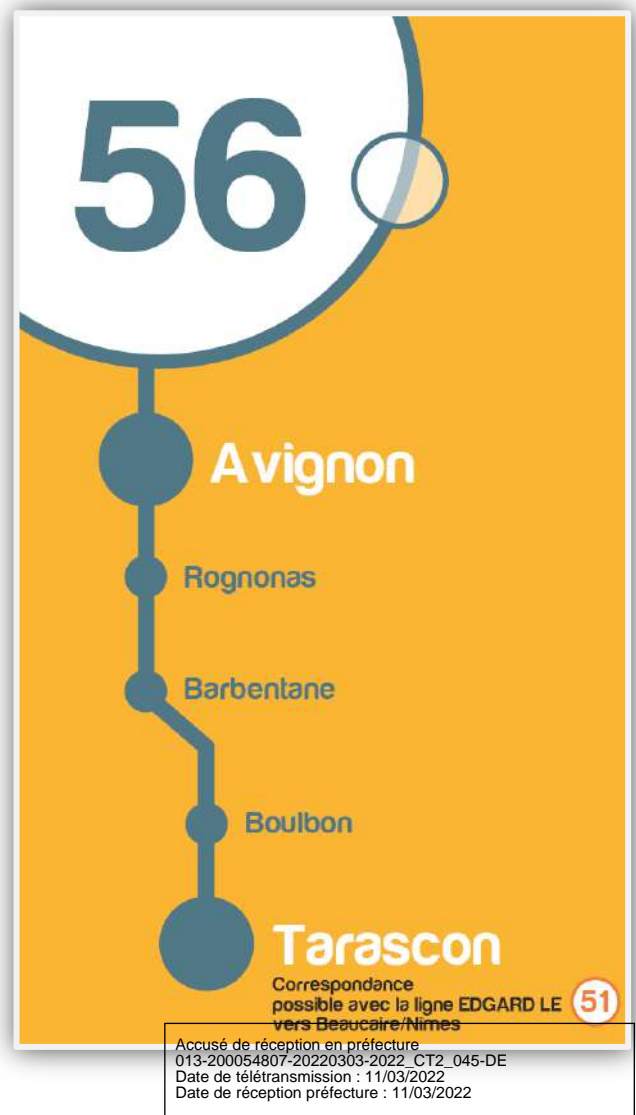 56
Avignon
Rognonas
Barbentane
Boulbon
Tarascon
Correspondance
possible avec la ligne EDGARD LE 51
vers Beaucaire/Nimes
Accusé de réception en préfecture
013-200054807-20220303-2022_CT2_045-DE
Date de télétransmission : 11/03/2022
Date de réception préfecture : 11/03/2022